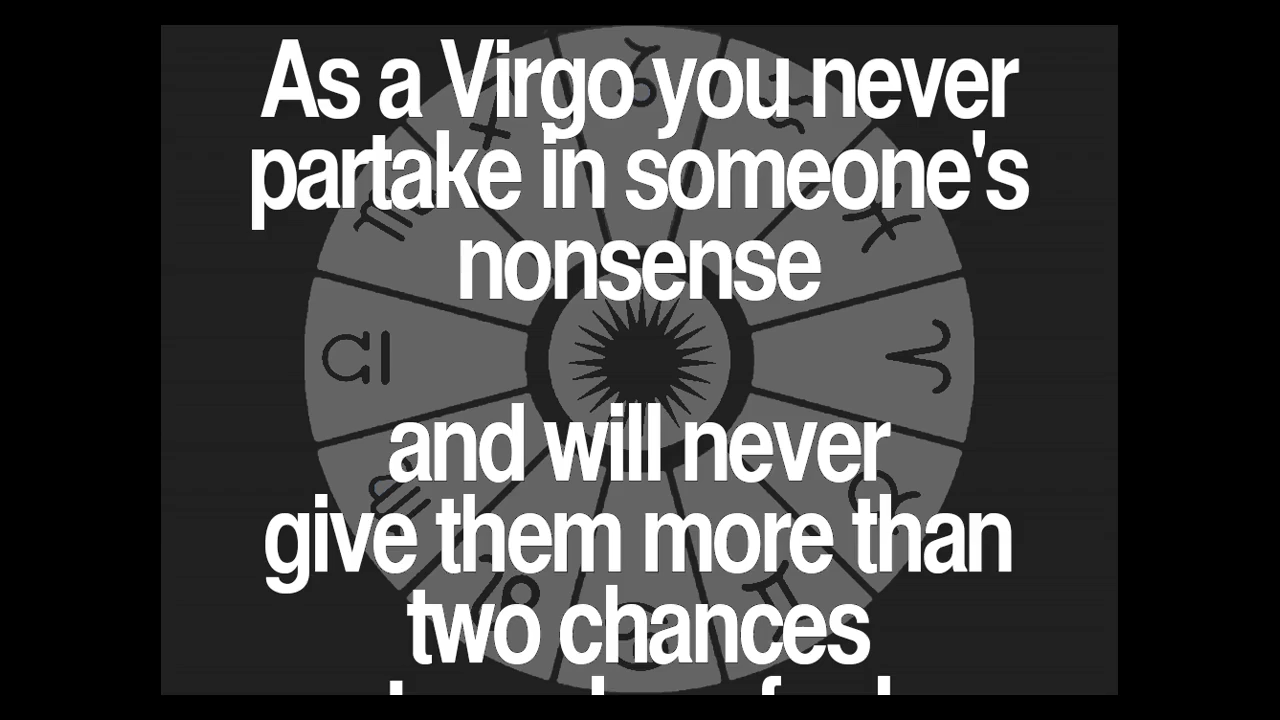 As a Virgo you never
partake in someone's
nonsense
and will never
give them more than
two chances